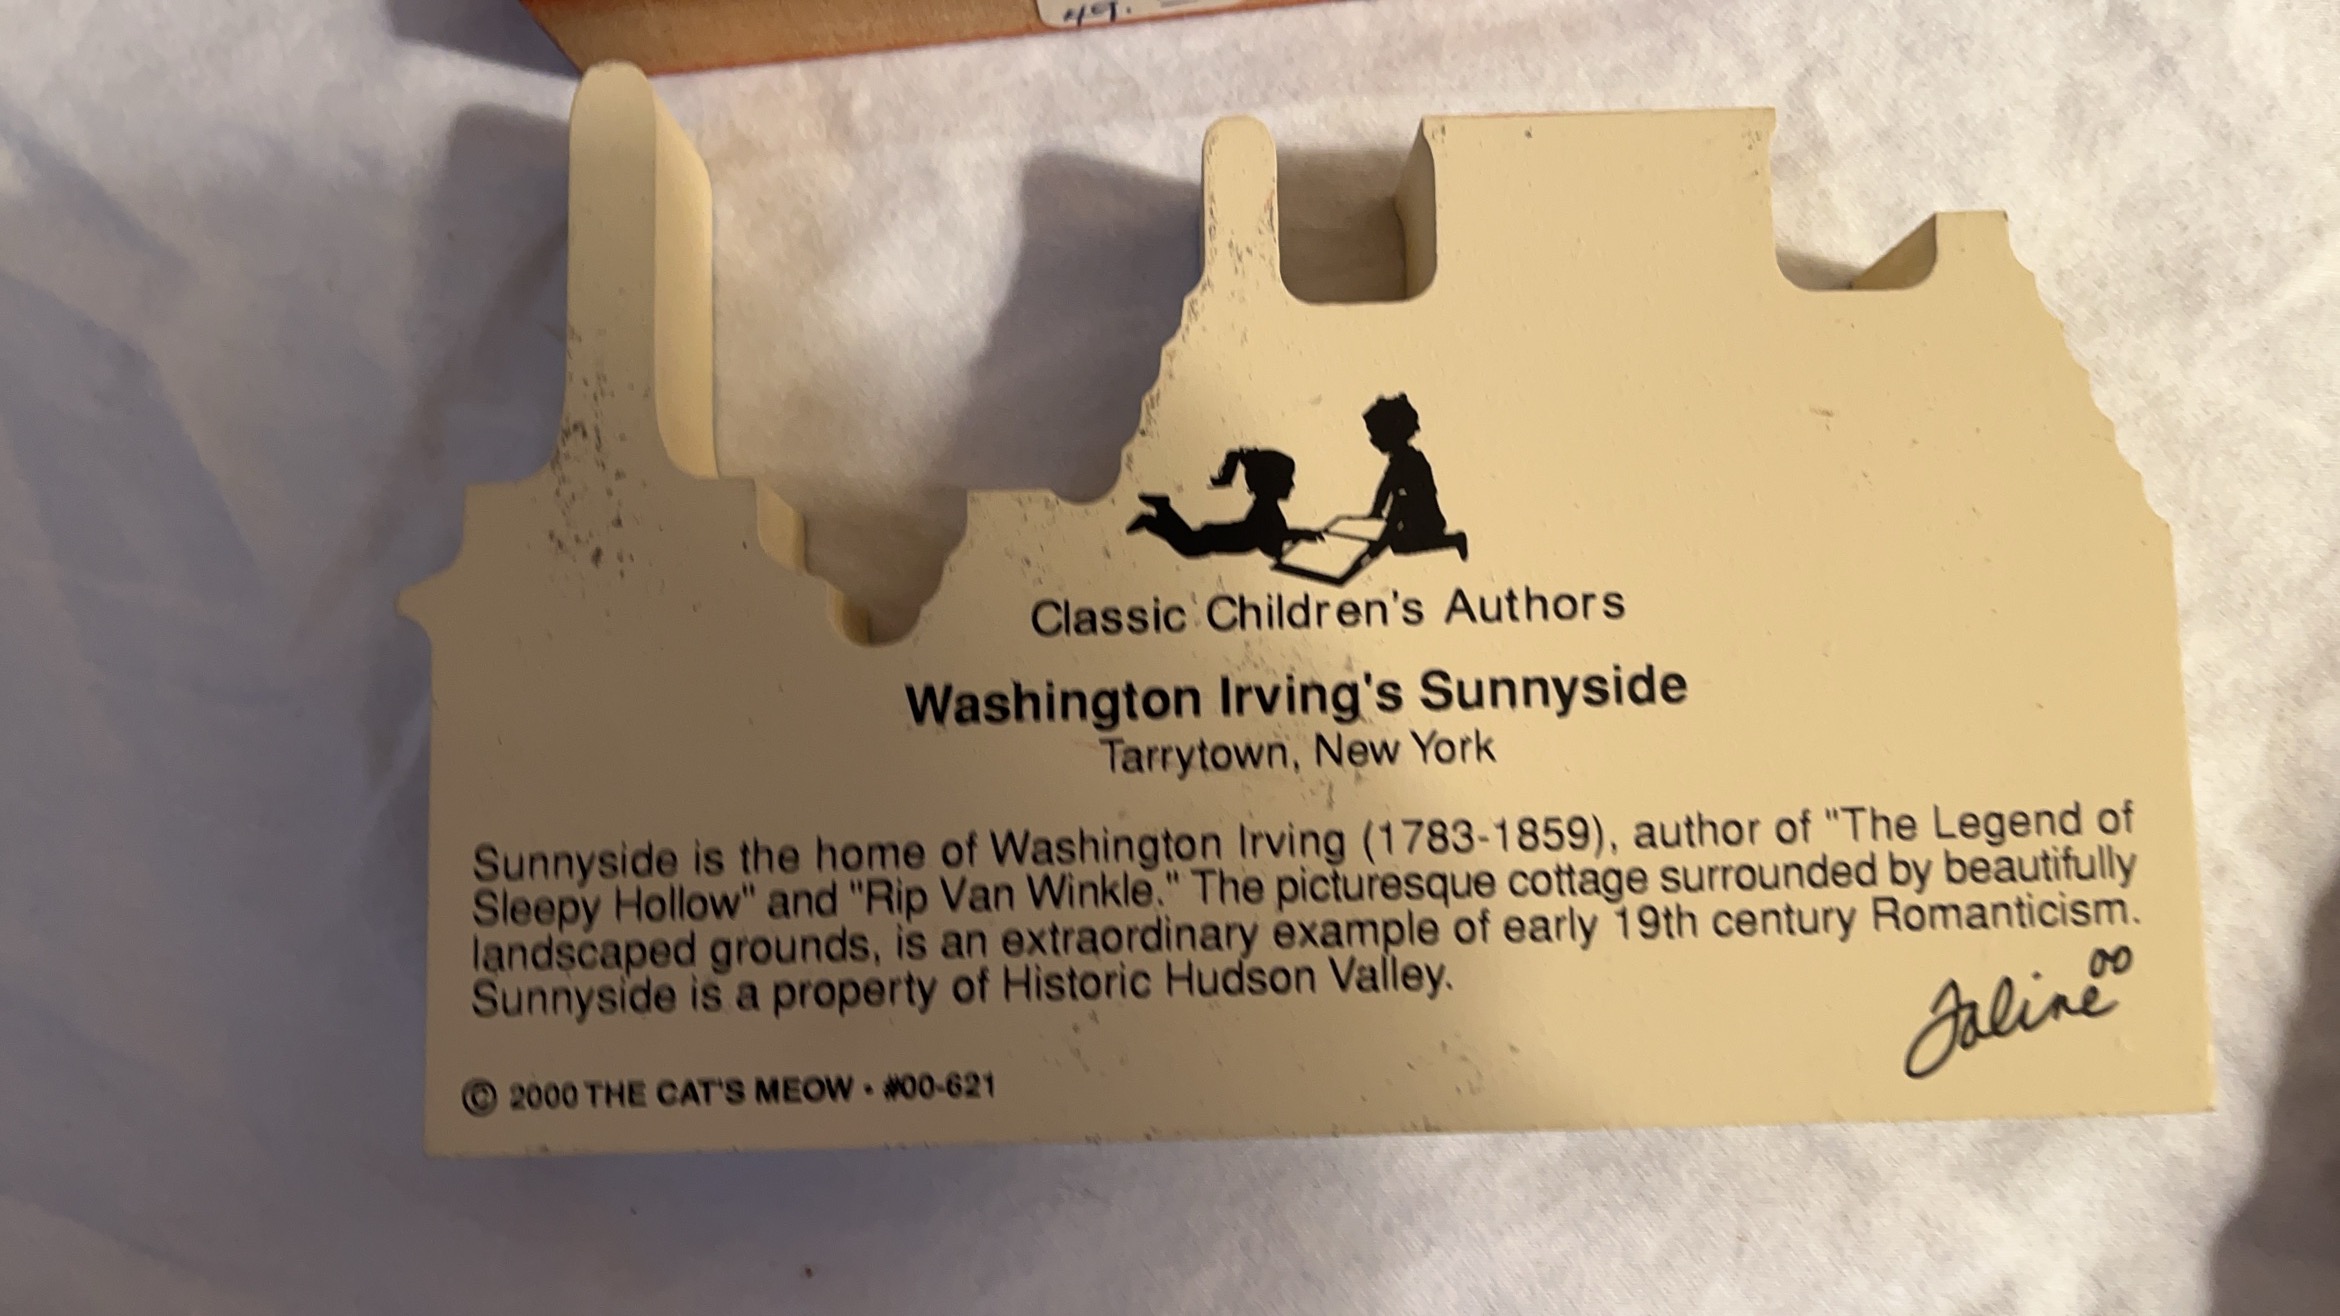 49.
Classic Children's Authors
Washington Irving's Sunnyside
Tarrytown, New York
Sunnyside is the home of Washington Irving (1783-1859), author of "The Legend of
Sleepy Hollow" and "Rip Van Winkle." The picturesque cottage surrounded by beautifully
landscaped grounds, is an extraordinary example of early 19th century Romanticism.
Sunnyside is a property of Historic Hudson Valley.
Faline 00
© 2000 THE CAT'S MEOW • #00-621